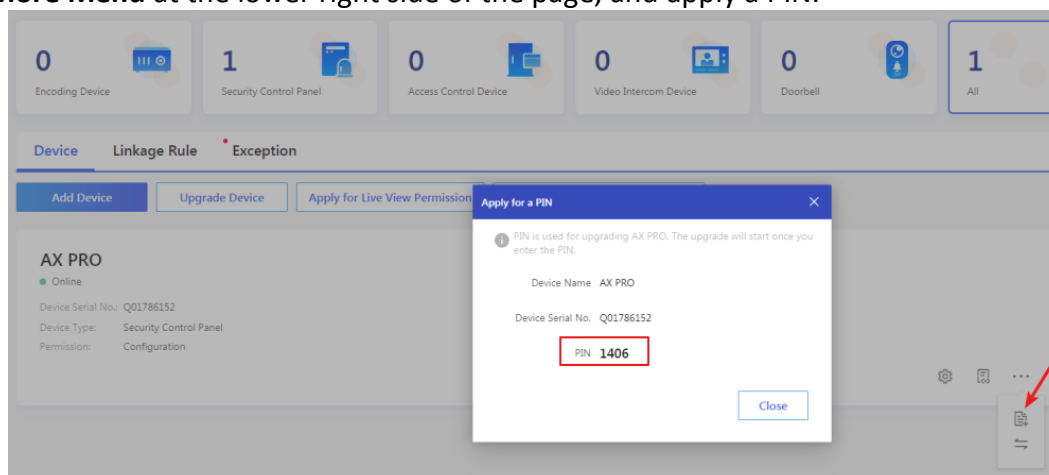 more Menu at the lower right side of the page, and apply a PIN.
0
Encoding Device
1
Security Control Panel
0
Access Control Device
0
Video Intercom Device
0
Doorbell
1
All
Device Linkage Rule Exception
Add Device Upgrade Device Apply for Live View Permission
Apply for a PIN
PIN is used for upgrading AX PRO. The upgrade will start once you
enter the PIN.
Device Name AX PRO
Device Serial No. Q01786152
PIN 1406
Close
AX PRO
Online
Device Serial No.: Q01786152
Device Type: Security Control Panel
Permission: Configuration